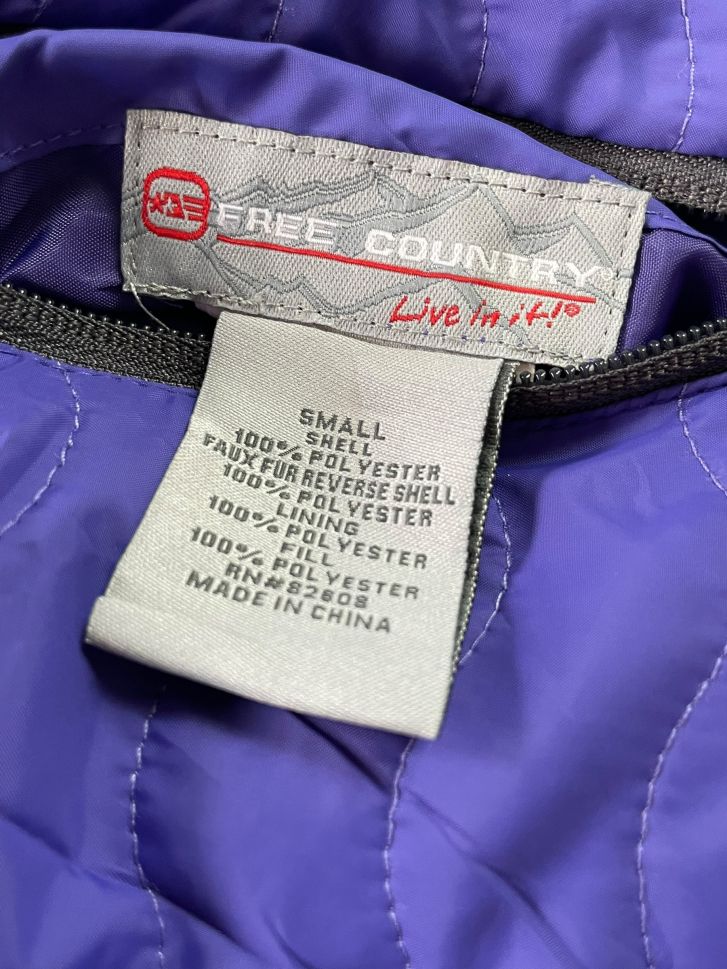 FREE COUNTRY®
Live in it!®
SMALL
SHELL
100% POLYESTER
FAUX FUR REVERSE SHELL
100% POLYESTER
LINING
100% POLYESTER
FILL
100% POLYESTER
RN#82608
MADE IN CHINA